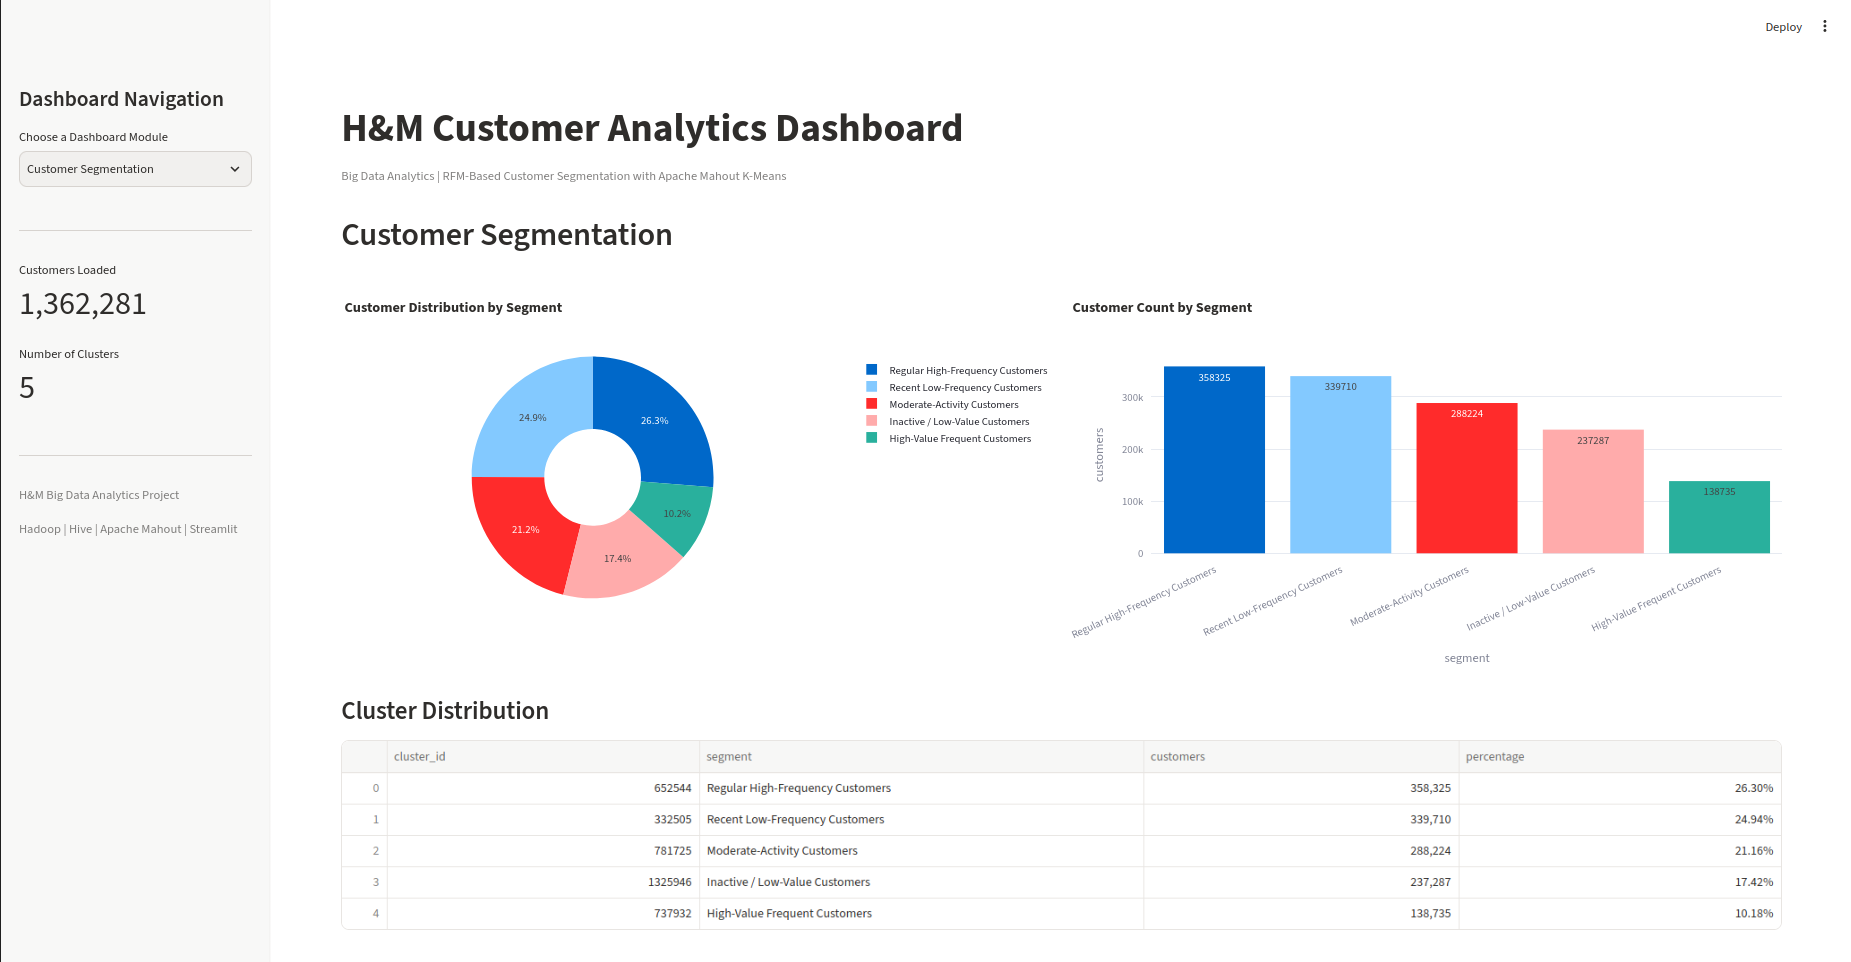 Deploy
Dashboard Navigation
Choose a Dashboard Module
Customer Segmentation
Customers Loaded
1,362,281
Number of Clusters
5
H&M Big Data Analytics Project
Hadoop | Hive | Apache Mahout | Streamlit
H&M Customer Analytics Dashboard
Big Data Analytics | RFM-Based Customer Segmentation with Apache Mahout K-Means
Customer Segmentation
Customer Distribution by Segment
24.9%
26.3%
10.2%
21.2%
17.4%
Regular High-Frequency Customers
Recent Low-Frequency Customers
Moderate-Activity Customers
Inactive / Low-Value Customers
High-Value Frequent Customers
Customer Count by Segment
customers
300k
200k
100k
0
358325
339710
288224
237287
138735
Regular High-Frequency Customers
Recent Low-Frequency Customers
Moderate-Activity Customers
Inactive / Low-Value Customers
High-Value Frequent Customers
segment
Cluster Distribution
cluster_id segment customers percentage
0 652544 Regular High-Frequency Customers 358,325 26.30%
1 332505 Recent Low-Frequency Customers 339,710 24.94%
2 781725 Moderate-Activity Customers 288,224 21.16%
3 1325946 Inactive / Low-Value Customers 237,287 17.42%
4 737932 High-Value Frequent Customers 138,735 10.18%